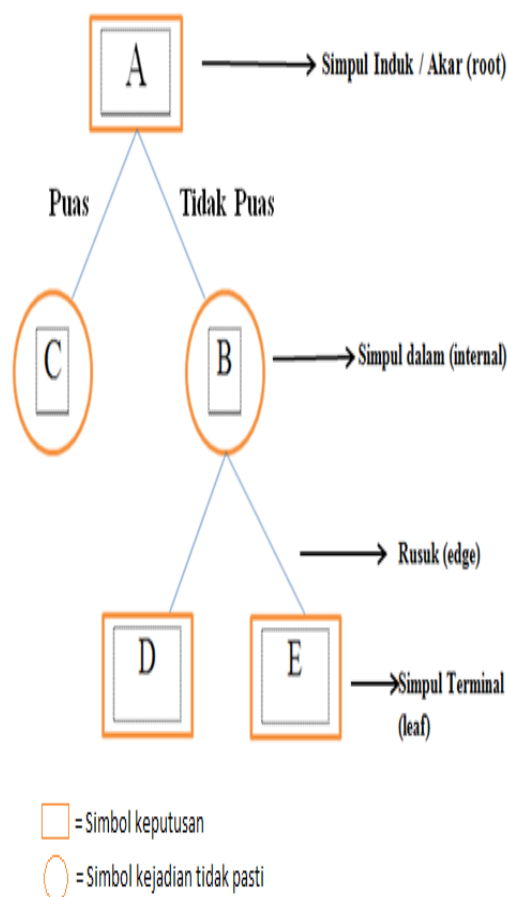 A
Simpul Induk / Akar (root)
Puas
Tidak Puas
C
B
Simpul dalam (internal)
Rusuk (edge)
D
E
Simpul Terminal
(leaf)
= Simbol keputusan
= Simbol kejadian tidak pasti